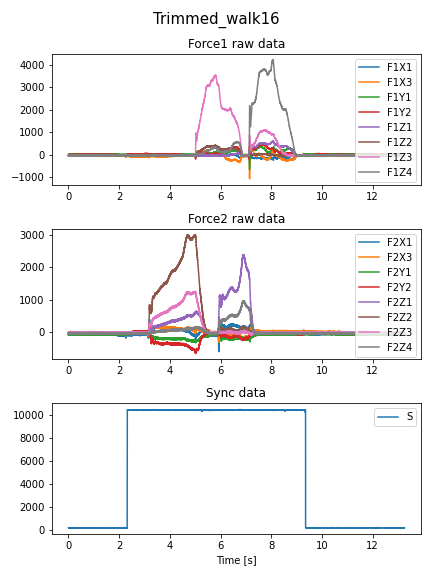 Trimmed_walk16
Force1 raw data
4000
3000
2000
1000
0
−1000
0 2 4 6 8 10 12
F1X1
F1X3
F1Y1
F1Y2
F1Z1
F1Z2
F1Z3
F1Z4
Force2 raw data
3000
2000
1000
0
0 2 4 6 8 10 12
F2X1
F2X3
F2Y1
F2Y2
F2Z1
F2Z2
F2Z3
F2Z4
Sync data
10000
8000
6000
4000
2000
0
0 2 4 6 8 10 12
S
Time [s]